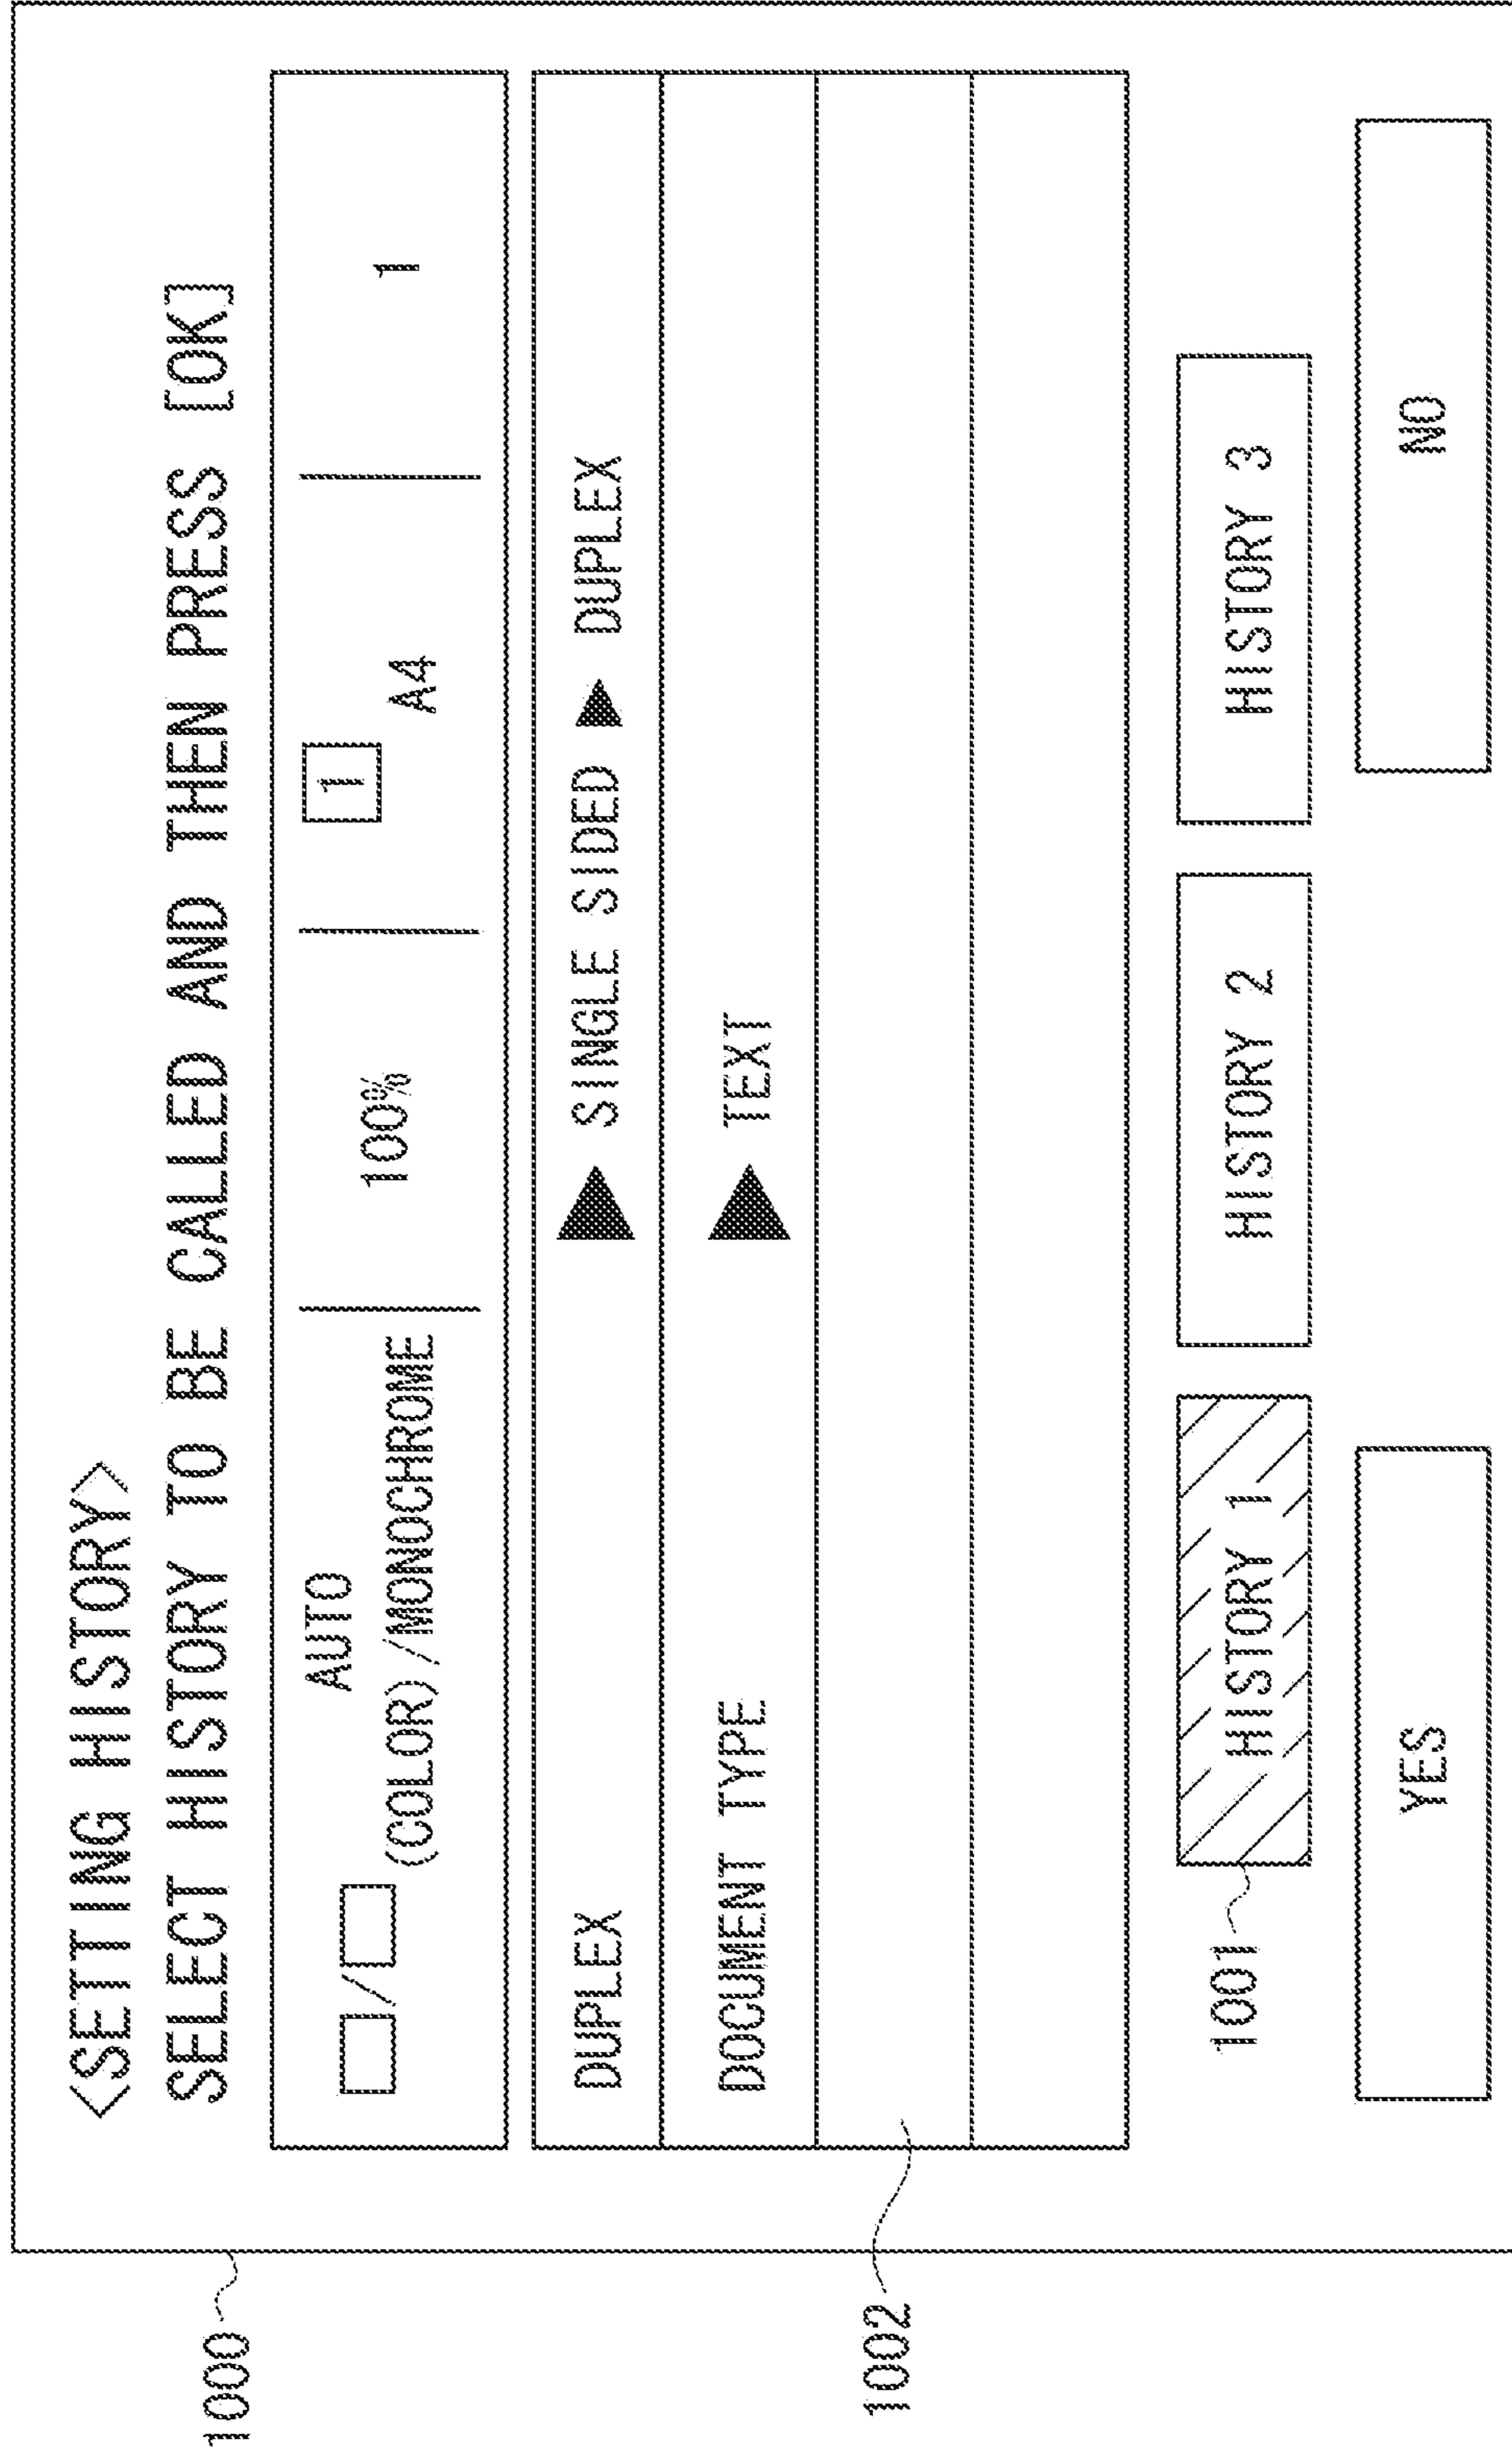 1000
<SETTING HISTORY>
SELECT HISTORY TO BE CALLED AND THEN PRESS [OK]
AUTO
(COLOR)/MONOCHROME
100%
1
A4
1
DUPLEX ▶ SINGLE SIDED ▶ DUPLEX
DOCUMENT TYPE ▶ TEXT
1002
1001
HISTORY 1
HISTORY 2
HISTORY 3
YES
NO